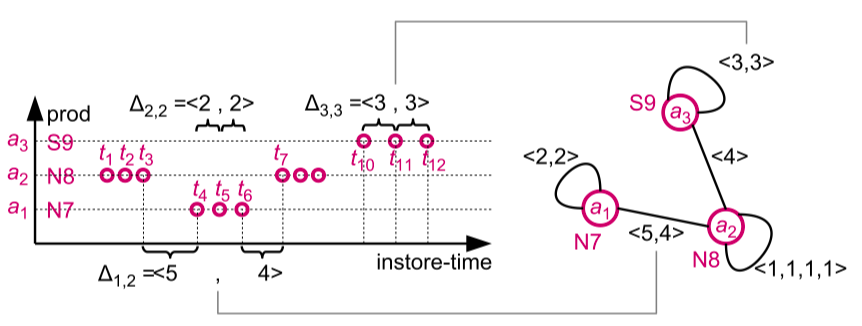 <3,3>
Δ2,2 =<2 , 2>
Δ3,3 =<3 , 3>
prod
S9
a3
a3 S9
t1 t2 t3
t7
t10 t11 t12
<4>
<2,2>
a2 N8
t4 t5 t6
a1 N7
a1
a2
N7
<5,4>
N8
instore-time
<1,1,1,1>
Δ1,2 =<5 , 4>